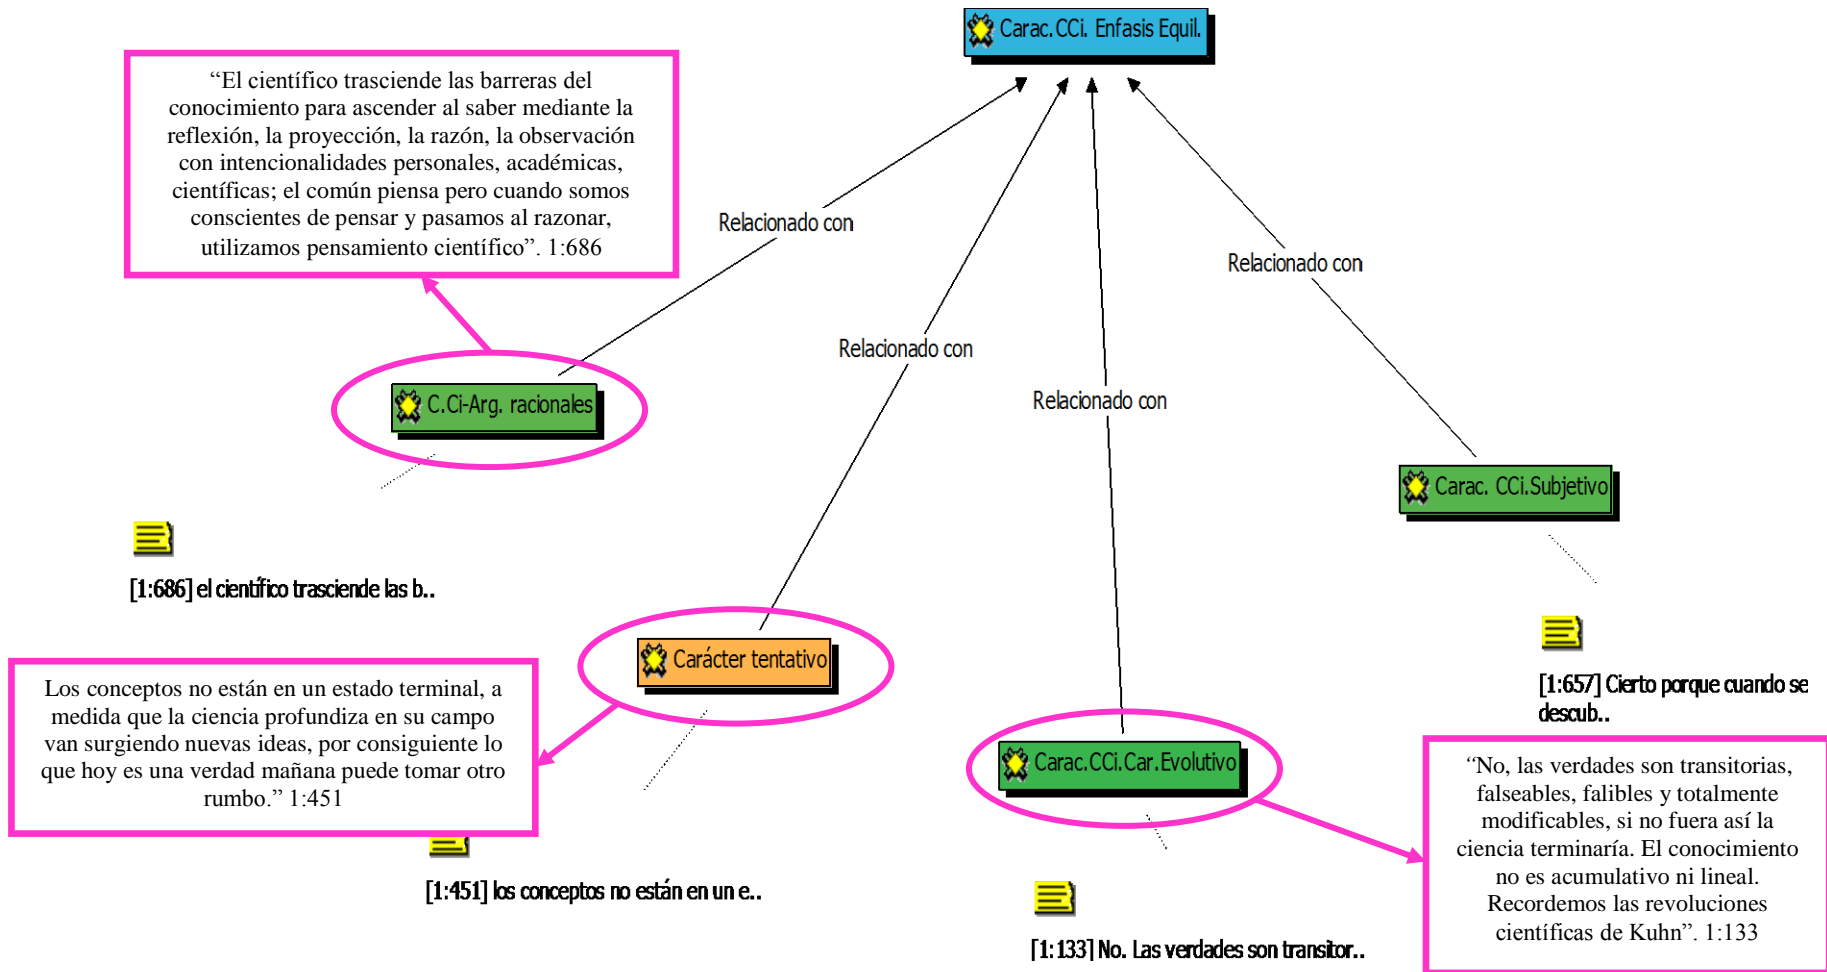 Carac.CCi. Enfasis Equil.
“El científico trasciende las barreras del
conocimiento para ascender al saber mediante la
reflexión, la proyección, la razón, la observación
con intencionalidades personales, académicas,
científicas; el común piensa pero cuando somos
conscientes de pensar y pasamos al razonar,
utilizamos pensamiento científico”. 1:686
Relacionado con
Relacionado con
Relacionado con
Relacionado con
C.Ci-Arg. racionales
Carac. CCi.Subjetivo
[1:686] el científico trasciende las b..
Carácter tentativo
[1:657] Cierto porque cuando se
descub..
Los conceptos no están en un estado terminal, a
medida que la ciencia profundiza en su campo
van surgiendo nuevas ideas, por consiguiente lo
que hoy es una verdad mañana puede tomar otro
rumbo.” 1:451
Carac.CCi.Car.Evolutivo
“No, las verdades son transitorias,
falseables, falibles y totalmente
modificables, si no fuera así la
ciencia terminaría. El conocimiento
no es acumulativo ni lineal.
Recordemos las revoluciones
científicas de Kuhn”. 1:133
[1:451] los conceptos no están en un e..
[1:133] No. Las verdades son transitor..